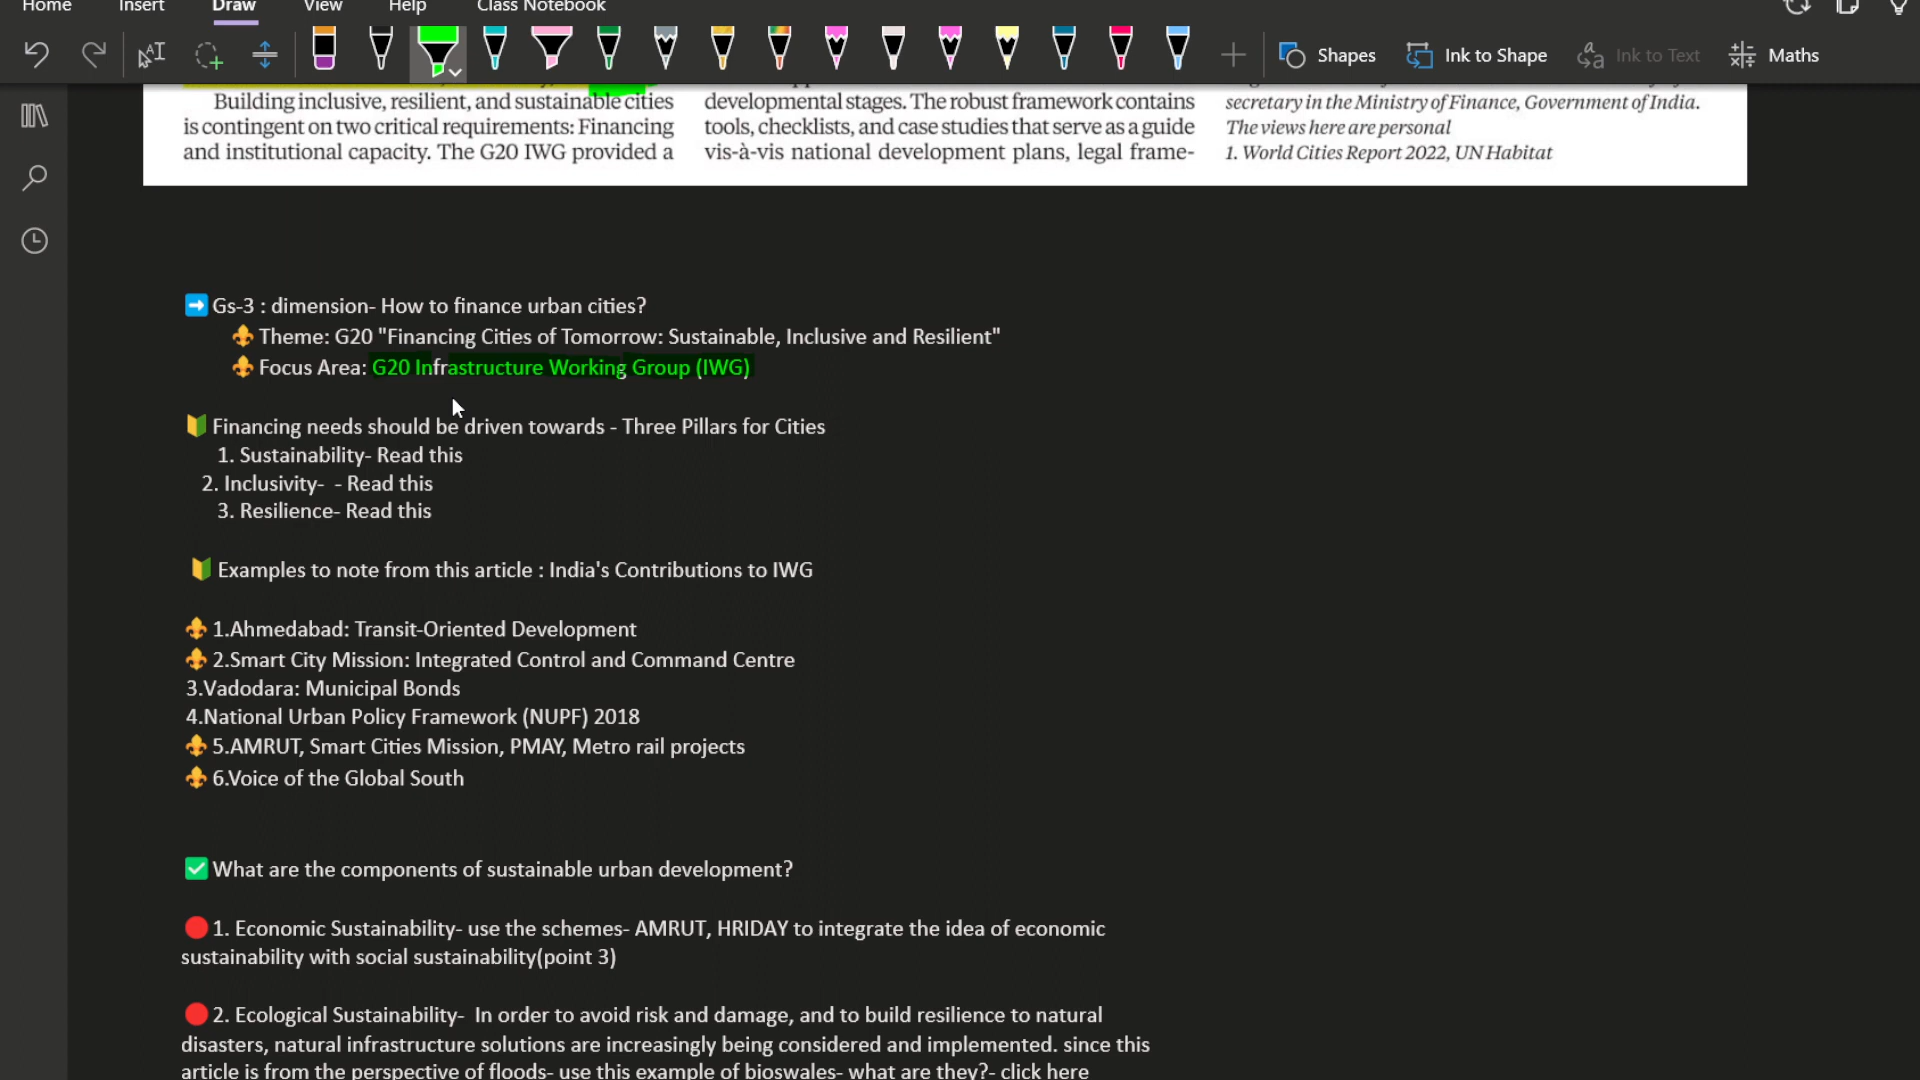 Home Insert Draw View Help Class Notebook
Shapes Ink to Shape Ink to Text Maths
Building inclusive, resilient, and sustainable cities
is contingent on two critical requirements: Financing
and institutional capacity. The G20 IWG provided a
developmental stages. The robust framework contains
tools, checklists, and case studies that serve as a guide
vis-à-vis national development plans, legal frame-
secretary in the Ministry of Finance, Government of India.
The views here are personal
1. World Cities Report 2022, UN Habitat
Gs-3 : dimension- How to finance urban cities?
Theme: G20 "Financing Cities of Tomorrow: Sustainable, Inclusive and Resilient"
Focus Area: G20 Infrastructure Working Group (IWG)
Financing needs should be driven towards - Three Pillars for Cities
1. Sustainability- Read this
2. Inclusivity- - Read this
3. Resilience- Read this
Examples to note from this article : India's Contributions to IWG
1.Ahmedabad: Transit-Oriented Development
2.Smart City Mission: Integrated Control and Command Centre
3.Vadodara: Municipal Bonds
4.National Urban Policy Framework (NUPF) 2018
5.AMRUT, Smart Cities Mission, PMAY, Metro rail projects
6.Voice of the Global South
What are the components of sustainable urban development?
1. Economic Sustainability- use the schemes- AMRUT, HRIDAY to integrate the idea of economic
sustainability with social sustainability(point 3)
2. Ecological Sustainability- In order to avoid risk and damage, and to build resilience to natural
disasters, natural infrastructure solutions are increasingly being considered and implemented. since this
article is from the perspective of floods- use this example of bioswales- what are they?- click here